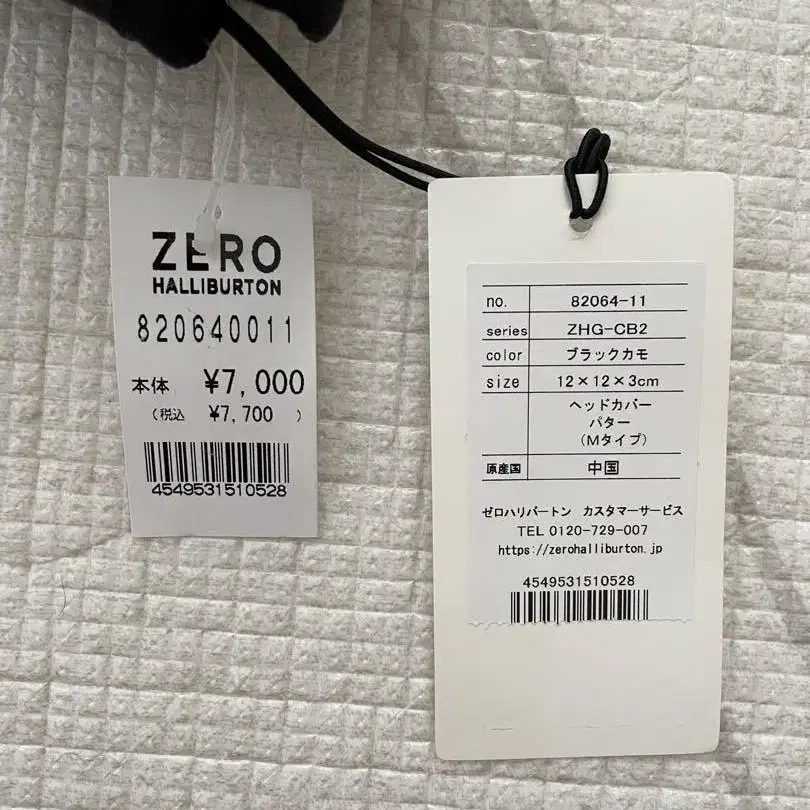 ZERO
HALLIBURTON
820640011
本体 ¥7,000
(税込 ¥7,700 )
4549531510528
no. 82064-11
series ZHG-CB2
color ブラックカモ
size 12×12×3cm
ヘッドカバー
パター
(Mタイプ)
原産国 中国
ゼロハリバートン カスタマーサービス
TEL 0120-729-007
https://zerohalliburton.jp
4549531510528